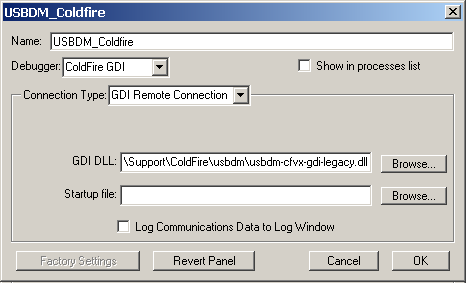 USBDM_Coldfire
Name: USBDM_Coldfire
Debugger: ColdFire GDI Show in processes list
Connection Type: GDI Remote Connection
GDI DLL: \Support\ColdFire\usbdm\usbdm-cfvx-gdi-legacy.dll Browse...
Startup file: Browse...
Log Communications Data to Log Window
Factory Settings Revert Panel Cancel OK